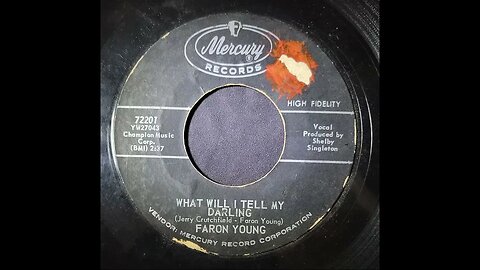 Mercury
RECORDS
HIGH FIDELITY
72207
YW27043
Champion Music
Corp.
(BMI) 2:37
Vocal
Produced by
Shelby
Singleton
WHAT WILL I TELL MY
DARLING
(Jerry Crutchfield - Faron Young)
FARON YOUNG
VENDOR: MERCURY RECORD CORPORATION